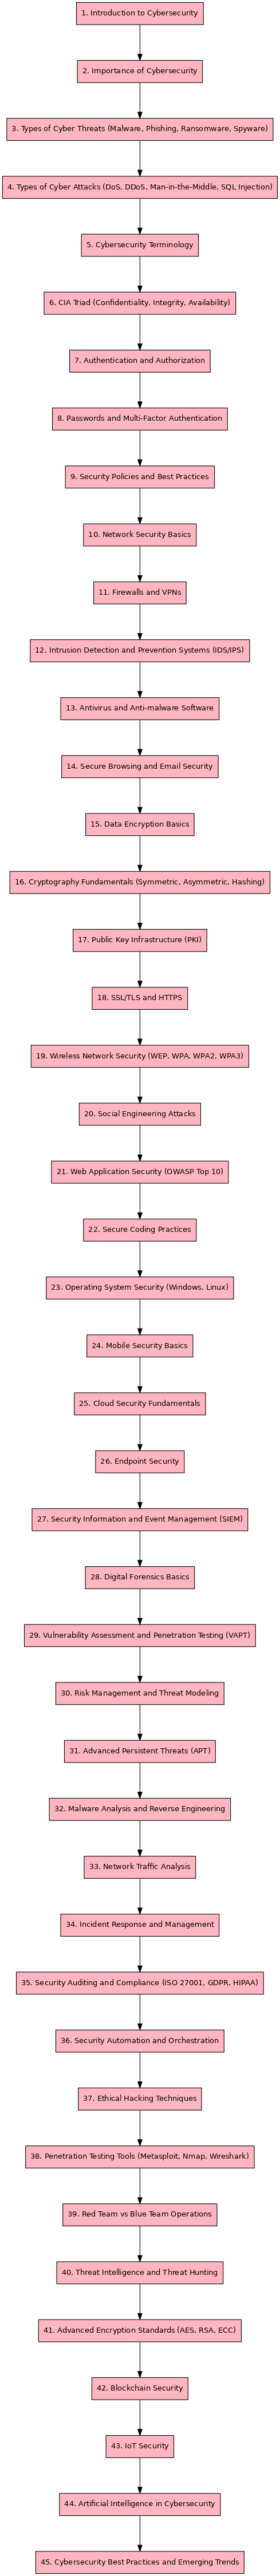 1. Introduction to Cybersecurity
2. Importance of Cybersecurity
3. Types of Cyber Threats (Malware, Phishing, Ransomware, Spyware)
4. Types of Cyber Attacks (DoS, DDoS, Man-in-the-Middle, SQL Injection)
5. Cybersecurity Terminology
6. CIA Triad (Confidentiality, Integrity, Availability)
7. Authentication and Authorization
8. Passwords and Multi-Factor Authentication
9. Security Policies and Best Practices
10. Network Security Basics
11. Firewalls and VPNs
12. Intrusion Detection and Prevention Systems (IDS/IPS)
13. Antivirus and Anti-malware Software
14. Secure Browsing and Email Security
15. Data Encryption Basics
16. Cryptography Fundamentals (Symmetric, Asymmetric, Hashing)
17. Public Key Infrastructure (PKI)
18. SSL/TLS and HTTPS
19. Wireless Network Security (WEP, WPA, WPA2, WPA3)
20. Social Engineering Attacks
21. Web Application Security (OWASP Top 10)
22. Secure Coding Practices
23. Operating System Security (Windows, Linux)
24. Mobile Security Basics
25. Cloud Security Fundamentals
26. Endpoint Security
27. Security Information and Event Management (SIEM)
28. Digital Forensics Basics
29. Vulnerability Assessment and Penetration Testing (VAPT)
30. Risk Management and Threat Modeling
31. Advanced Persistent Threats (APT)
32. Malware Analysis and Reverse Engineering
33. Network Traffic Analysis
34. Incident Response and Management
35. Security Auditing and Compliance (ISO 27001, GDPR, HIPAA)
36. Security Automation and Orchestration
37. Ethical Hacking Techniques
38. Penetration Testing Tools (Metasploit, Nmap, Wireshark)
39. Red Team vs Blue Team Operations
40. Threat Intelligence and Threat Hunting
41. Advanced Encryption Standards (AES, RSA, ECC)
42. Blockchain Security
43. IoT Security
44. Artificial Intelligence in Cybersecurity
45. Cybersecurity Best Practices and Emerging Trends